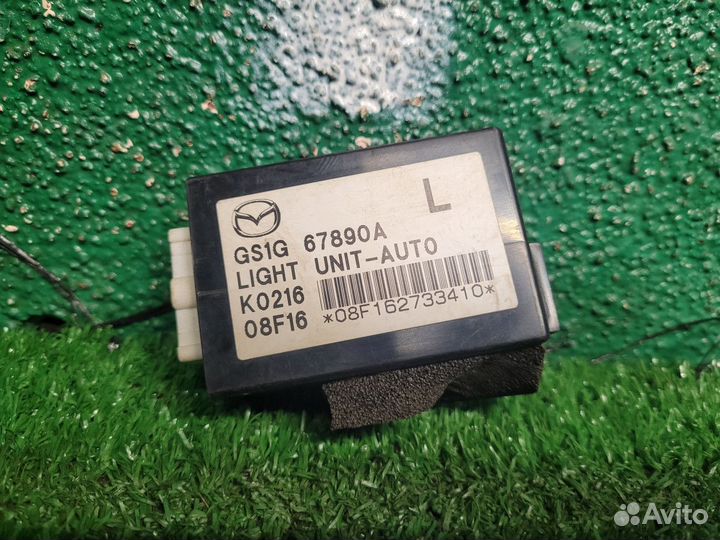 L
GS1G 67890A
LIGHT UNIT-AUTO
K0216
08F16 *08F162733410*
Avito